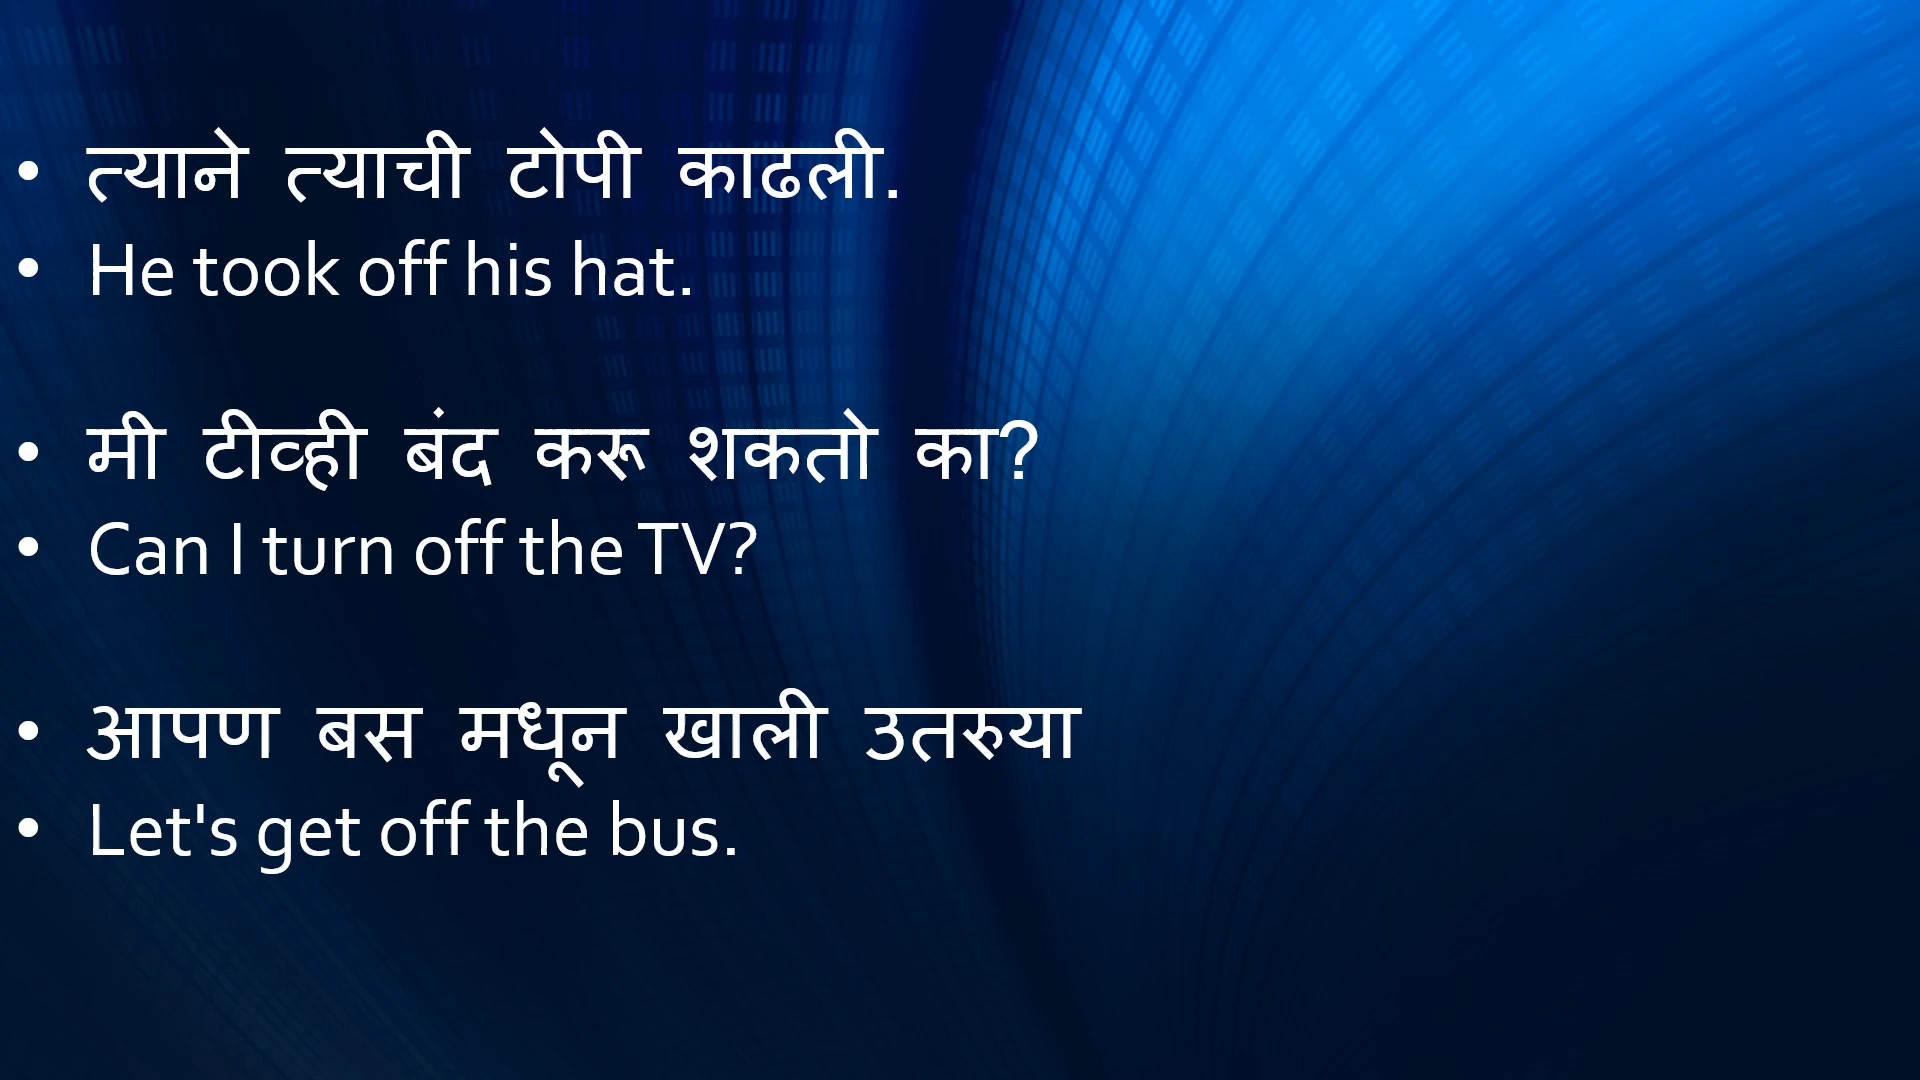 • त्याने त्याची टोपी काढली.
• He took off his hat.
• मी टीव्ही बंद करू शकतो का?
• Can I turn off the TV?
• आपण बस मधून खाली उतरुया
• Let's get off the bus.